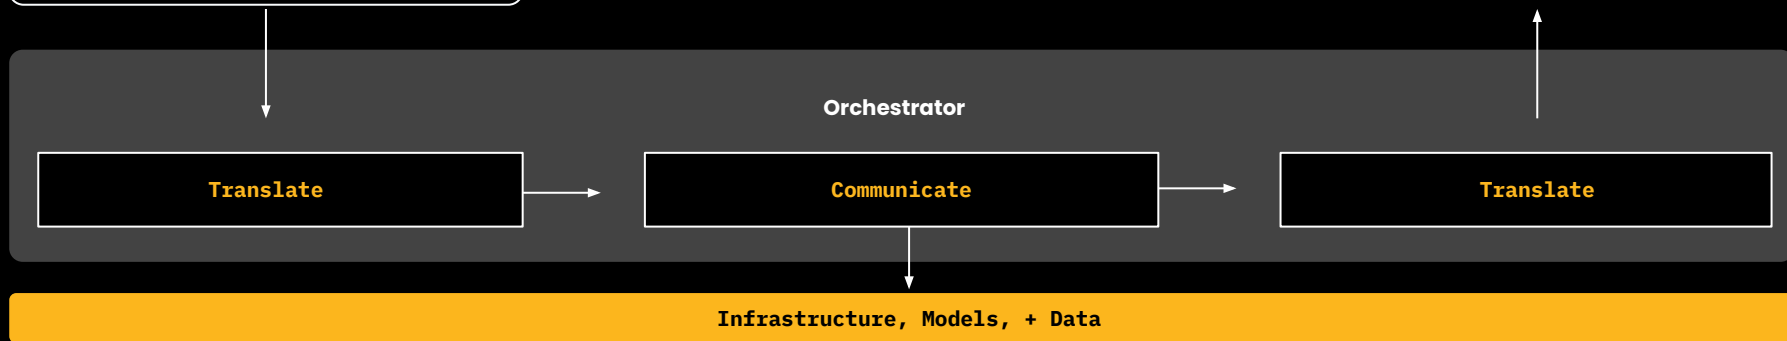 Orchestrator
Translate
Communicate
Translate
Infrastructure, Models, + Data